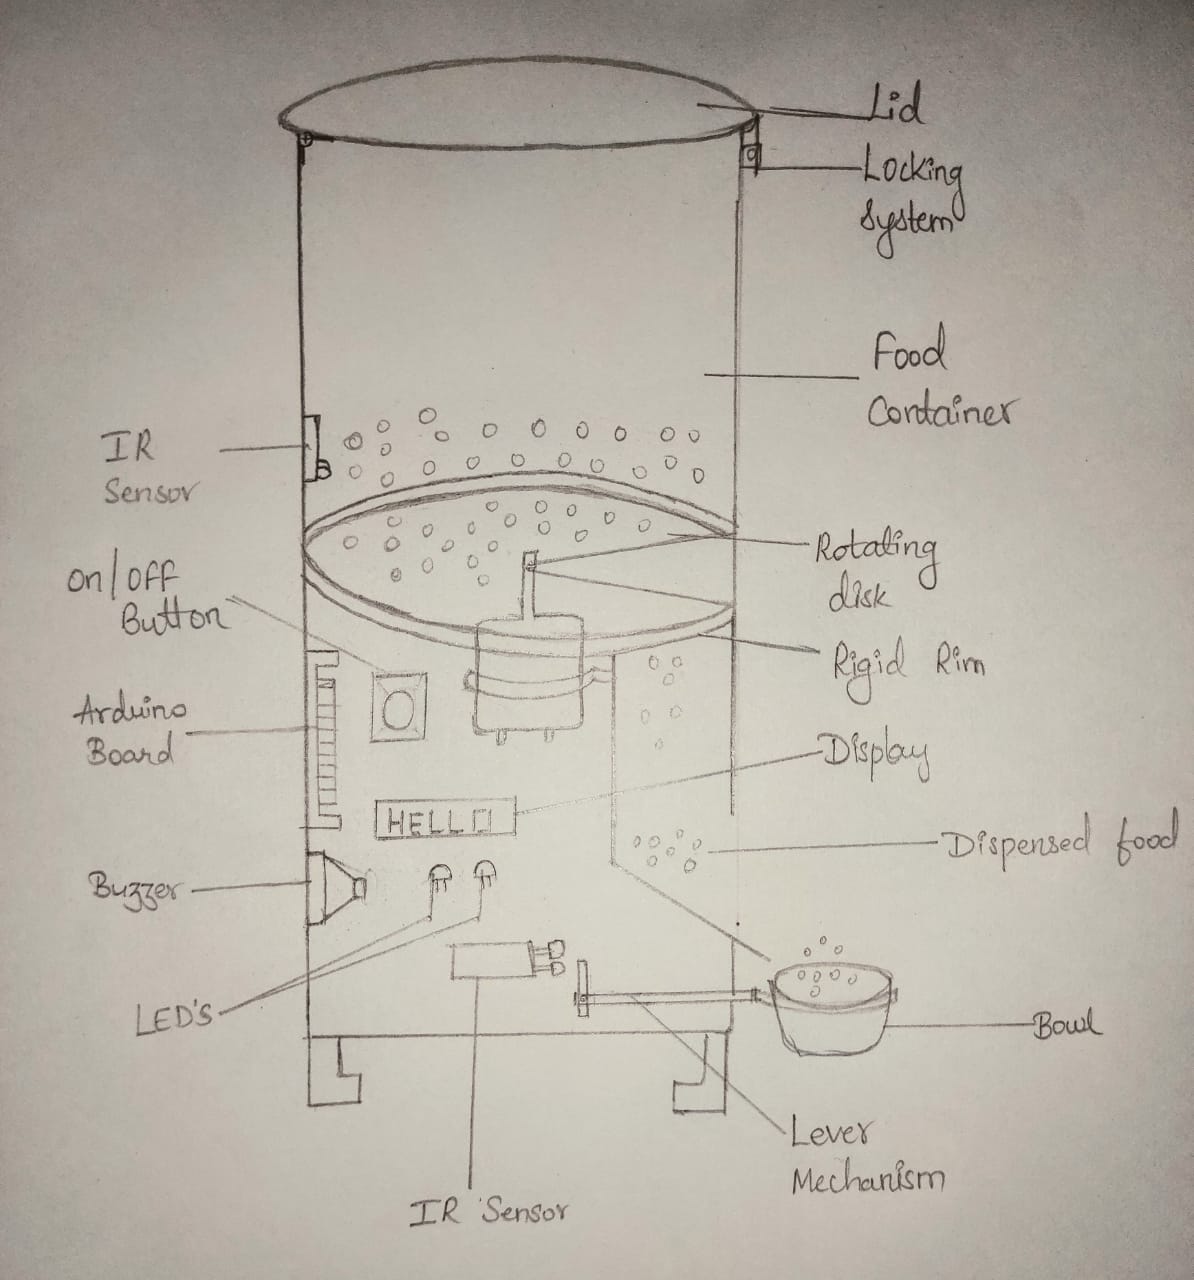 Lid
Locking
System
Food
Container
IR
Sensor
On/OFF
Button
Rotating
disk
Rigid Rim
Arduino
Board
Display
HELLO
Dispensed food
Buzzer
LED'S
Bowl
Lever
Mechanism
IR Sensor